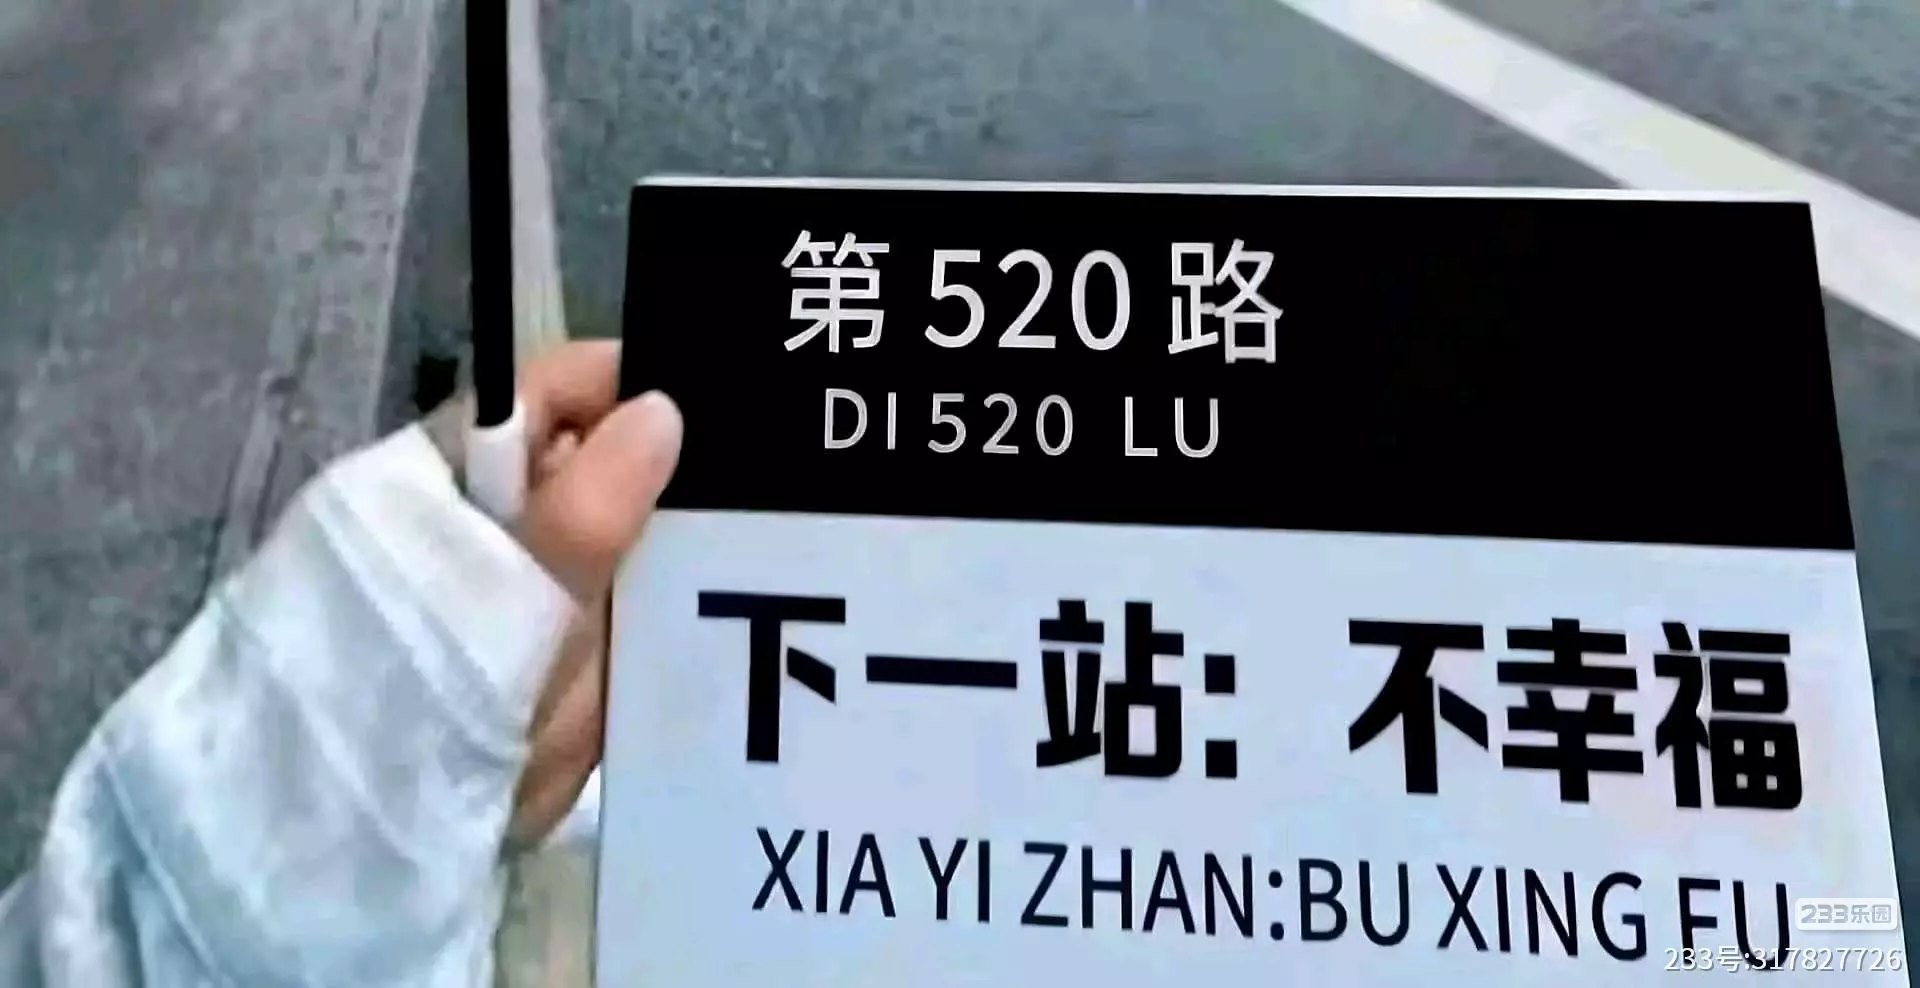 第520路
DI 520 LU
下一站：不幸福
XIA YI ZHAN:BU XING FU
233乐园
233号:317827726